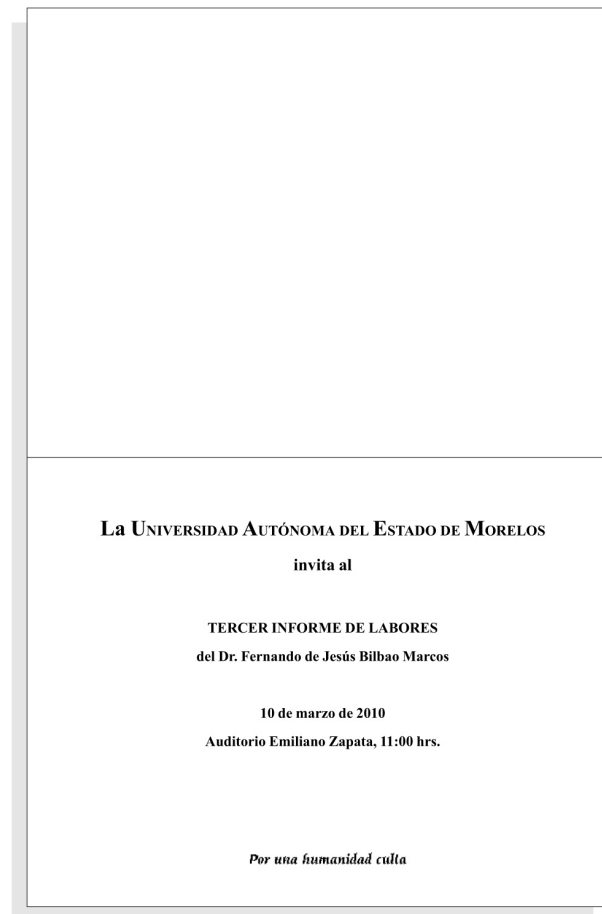 La Universidad Autónoma del Estado de Morelos
invita al
TERCER INFORME DE LABORES
del Dr. Fernando de Jesús Bilbao Marcos
10 de marzo de 2010
Auditorio Emiliano Zapata, 11:00 hrs.
Por una humanidad culta